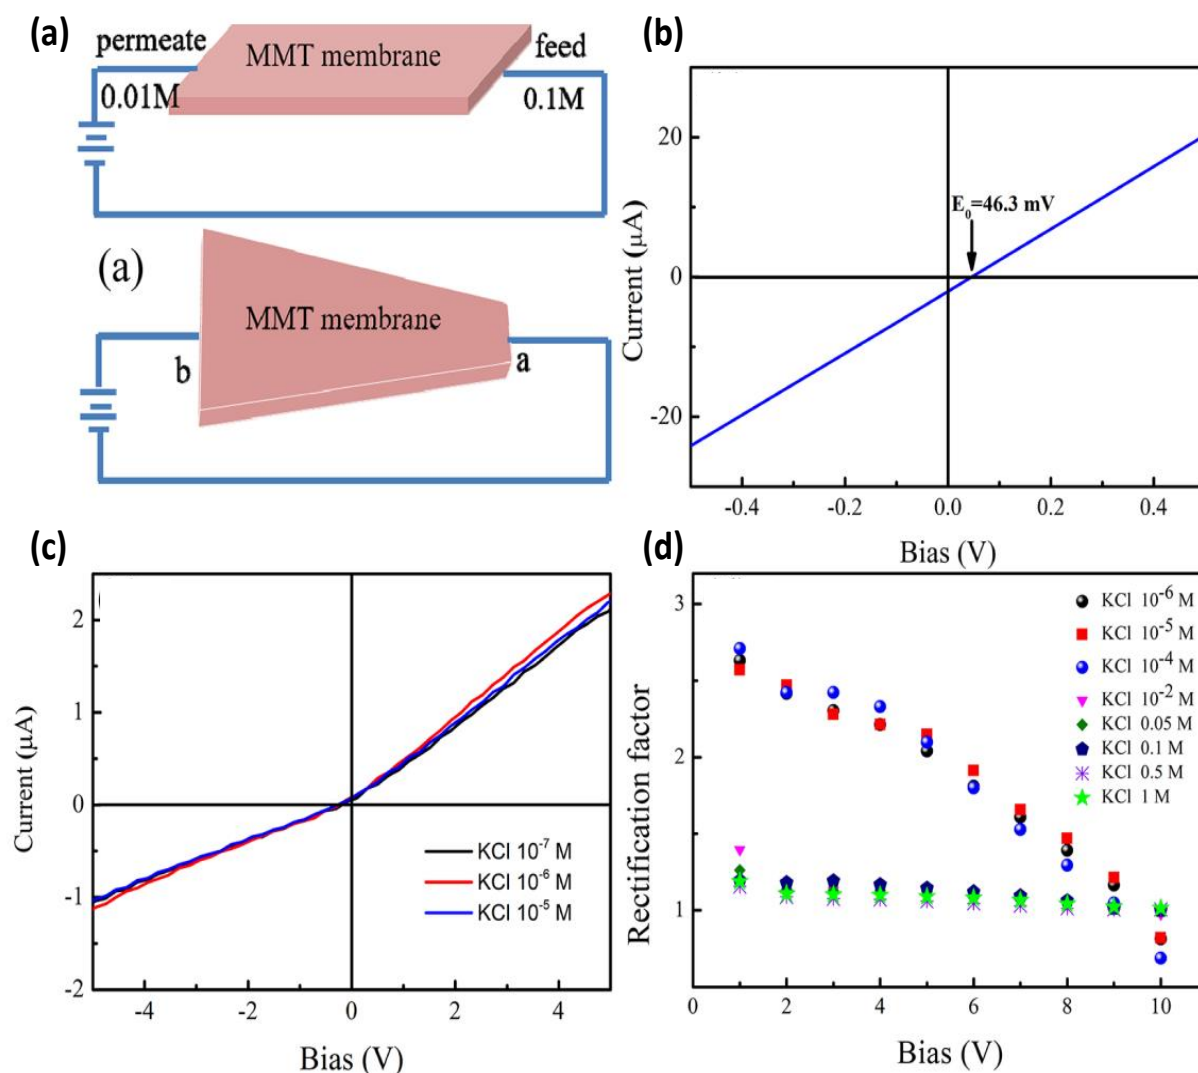 (a)
permeate
MMT membrane
feed
0.01M
0.1M
(a)
MMT membrane
b
a
(b)
Current (μA)
20
0
-20
E0=46.3 mV
-0.4
-0.2
0.0
0.2
0.4
Bias (V)
(c)
Current (μA)
2
1
0
-1
-2
KCl 10-7 M
KCl 10-6 M
KCl 10-5 M
-4
-2
0
2
4
Bias (V)
(d)
Rectification factor
3
2
1
KCl 10-6 M
KCl 10-5 M
KCl 10-4 M
KCl 10-2 M
KCl 0.05 M
KCl 0.1 M
KCl 0.5 M
KCl 1 M
0
2
4
6
8
10
Bias (V)